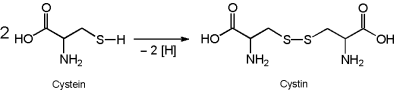 2 HO O NH₂ S–H
– 2 [H]
HO O NH₂ S–S NH₂ O OH
Cystein
Cystin